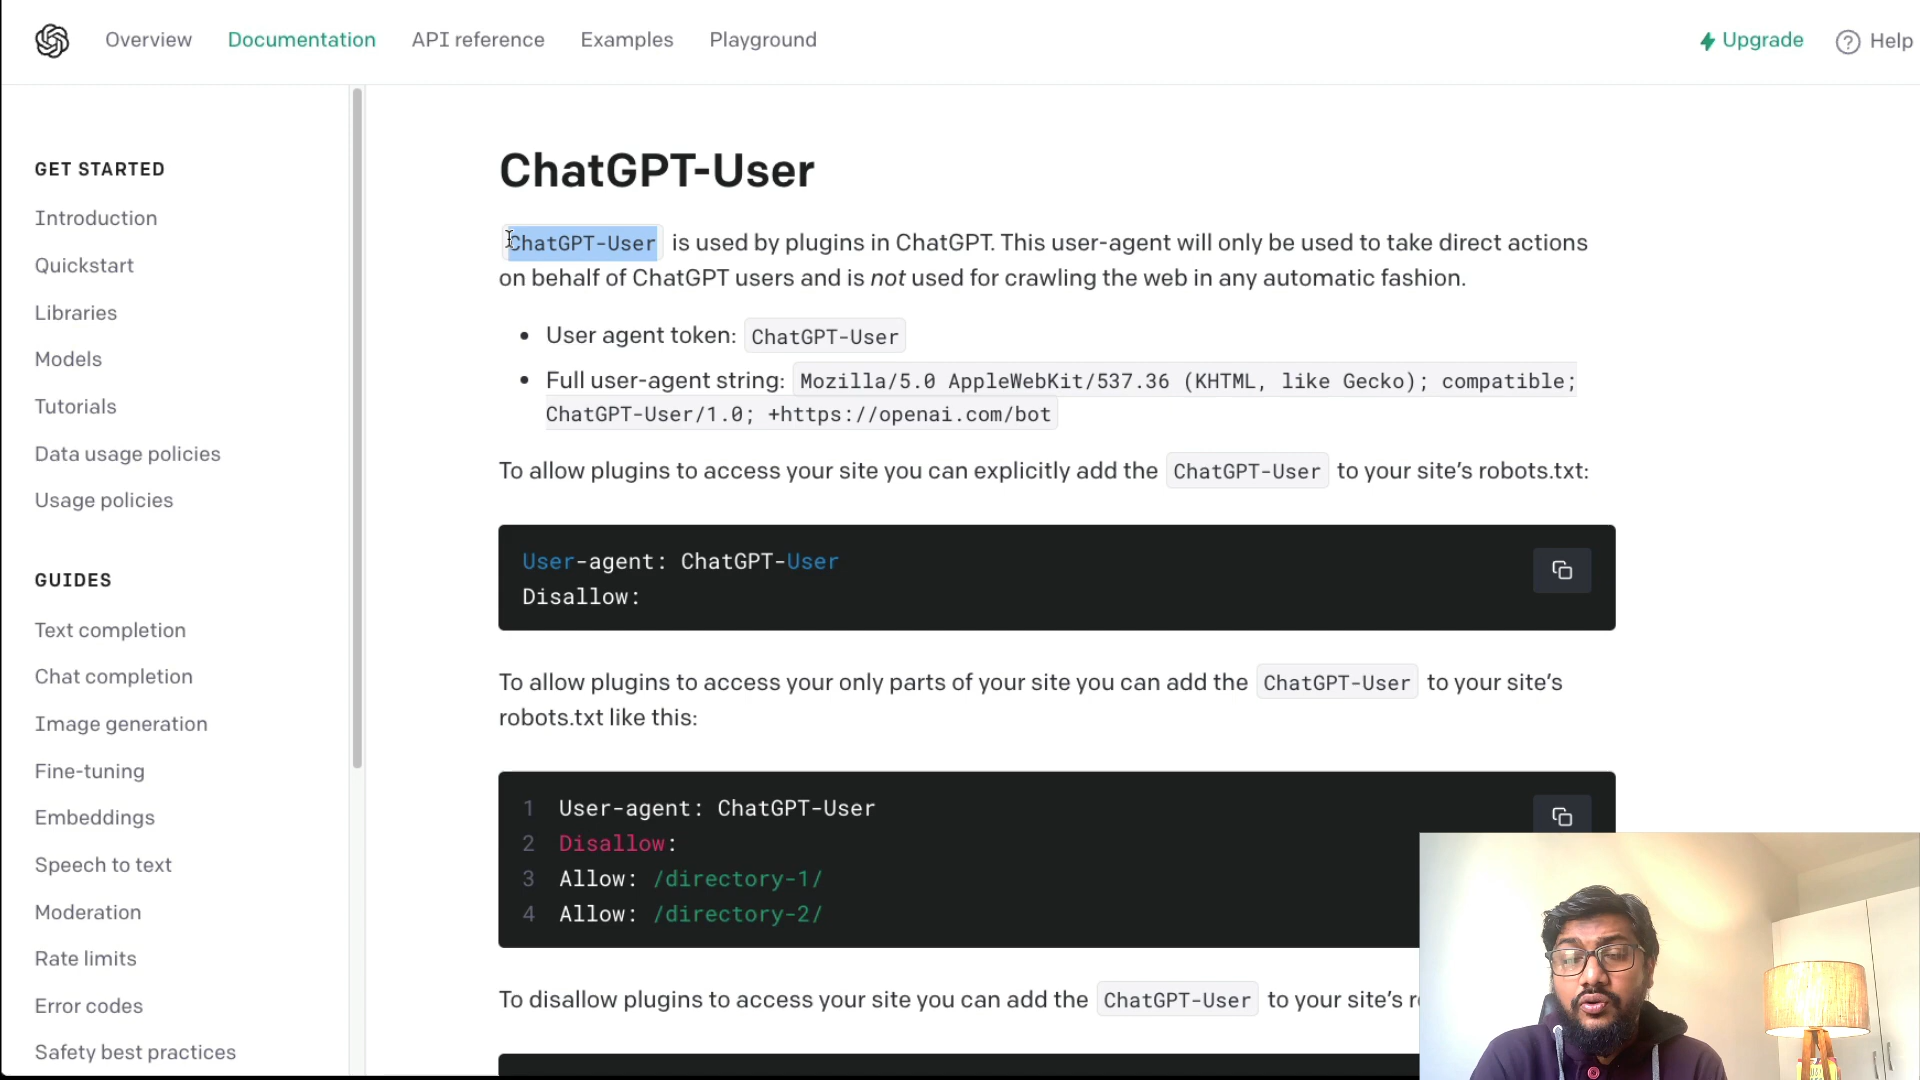 Overview Documentation API reference Examples Playground Upgrade Help
GET STARTED
Introduction
Quickstart
Libraries
Models
Tutorials
Data usage policies
Usage policies
GUIDES
Text completion
Chat completion
Image generation
Fine-tuning
Embeddings
Speech to text
Moderation
Rate limits
Error codes
Safety best practices
ChatGPT-User
ChatGPT-User is used by plugins in ChatGPT. This user-agent will only be used to take direct actions
on behalf of ChatGPT users and is not used for crawling the web in any automatic fashion.
• User agent token: ChatGPT-User
• Full user-agent string: Mozilla/5.0 AppleWebKit/537.36 (KHTML, like Gecko); compatible;
ChatGPT-User/1.0; +https://openai.com/bot
To allow plugins to access your site you can explicitly add the ChatGPT-User to your site’s robots.txt:
User-agent: ChatGPT-User
Disallow:
To allow plugins to access your only parts of your site you can add the ChatGPT-User to your site’s
robots.txt like this:
1 User-agent: ChatGPT-User
2 Disallow:
3 Allow: /directory-1/
4 Allow: /directory-2/
To disallow plugins to access your site you can add the ChatGPT-User to your site’s